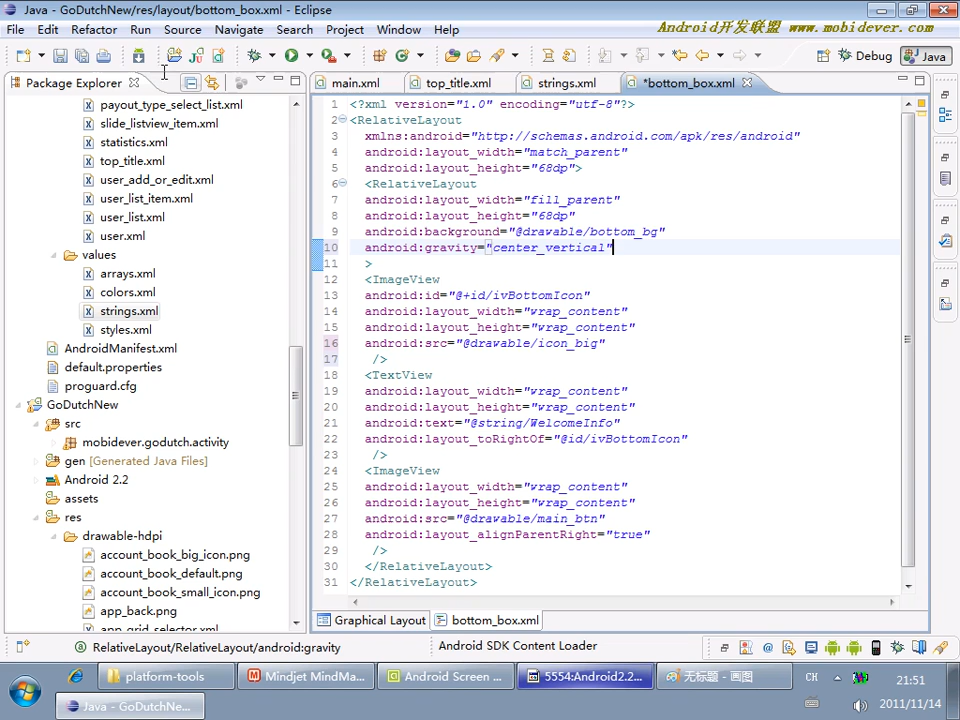 Java - GoDutchNew/res/layout/bottom_box.xml - Eclipse
File Edit Refactor Run Source Navigate Search Project Window Help
Android开发联盟 www.mobidever.com
Debug Java
Package Explorer
main.xml top_title.xml strings.xml *bottom_box.xml
payout_type_select_list.xml
slide_listview_item.xml
statistics.xml
top_title.xml
user_add_or_edit.xml
user_list_item.xml
user_list.xml
user.xml
values
arrays.xml
colors.xml
strings.xml
styles.xml
AndroidManifest.xml
default.properties
proguard.cfg
GoDutchNew
src
mobidever.godutch.activity
gen [Generated Java Files]
Android 2.2
assets
res
drawable-hdpi
account_book_big_icon.png
account_book_default.png
account_book_small_icon.png
app_back.png
app_grid_selector.xml
1 <?xml version="1.0" encoding="utf-8"?>
2 <RelativeLayout
3 xmlns:android="http://schemas.android.com/apk/res/android"
4 android:layout_width="match_parent"
5 android:layout_height="68dp">
6 <RelativeLayout
7 android:layout_width="fill_parent"
8 android:layout_height="68dp"
9 android:background="@drawable/bottom_bg"
10 android:gravity="center_vertical"
11 >
12 <ImageView
13 android:id="@+id/ivBottomIcon"
14 android:layout_width="wrap_content"
15 android:layout_height="wrap_content"
16 android:src="@drawable/icon_big"
17 />
18 <TextView
19 android:layout_width="wrap_content"
20 android:layout_height="wrap_content"
21 android:text="@string/WelcomeInfo"
22 android:layout_toRightOf="@id/ivBottomIcon"
23 />
24 <ImageView
25 android:layout_width="wrap_content"
26 android:layout_height="wrap_content"
27 android:src="@drawable/main_btn"
28 android:layout_alignParentRight="true"
29 />
30 </RelativeLayout>
31 </RelativeLayout>
Graphical Layout bottom_box.xml
RelativeLayout/RelativeLayout/android:gravity Android SDK Content Loader
platform-tools Mindjet MindMa... Android Screen ... 5554:Android2.2... 无标题 - 画图 CH 21:51
Java - GoDutchNe... 2011/11/14